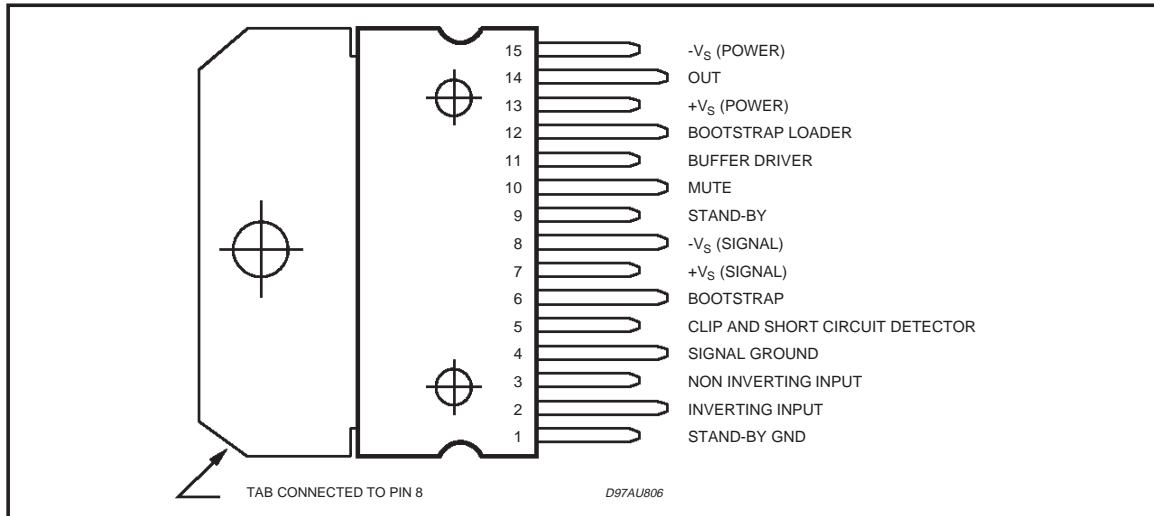 15 -VS (POWER)
14 OUT
13 +VS (POWER)
12 BOOTSTRAP LOADER
11 BUFFER DRIVER
10 MUTE
9 STAND-BY
8 -VS (SIGNAL)
7 +VS (SIGNAL)
6 BOOTSTRAP
5 CLIP AND SHORT CIRCUIT DETECTOR
4 SIGNAL GROUND
3 NON INVERTING INPUT
2 INVERTING INPUT
1 STAND-BY GND
TAB CONNECTED TO PIN 8
D97AU806